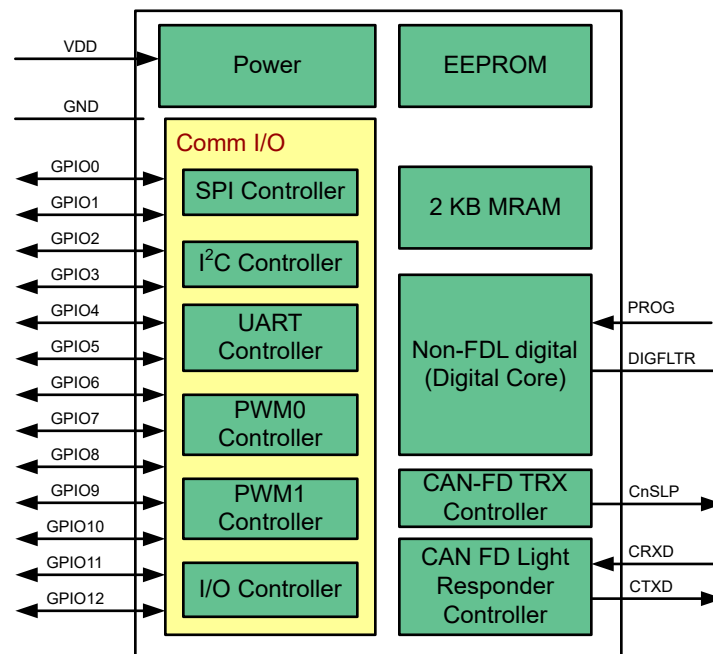 VDD
GND
GPIO0
GPIO1
GPIO2
GPIO3
GPIO4
GPIO5
GPIO6
GPIO7
GPIO8
GPIO9
GPIO10
GPIO11
GPIO12
Power
Comm I/O
SPI Controller
I²C Controller
UART
Controller
PWM0
Controller
PWM1
Controller
I/O Controller
EEPROM
2 KB MRAM
Non-FDL digital
(Digital Core)
CAN-FD TRX
Controller
CAN FD Light
Responder
Controller
PROG
DIGFLTR
CnSLP
CRXD
CTXD